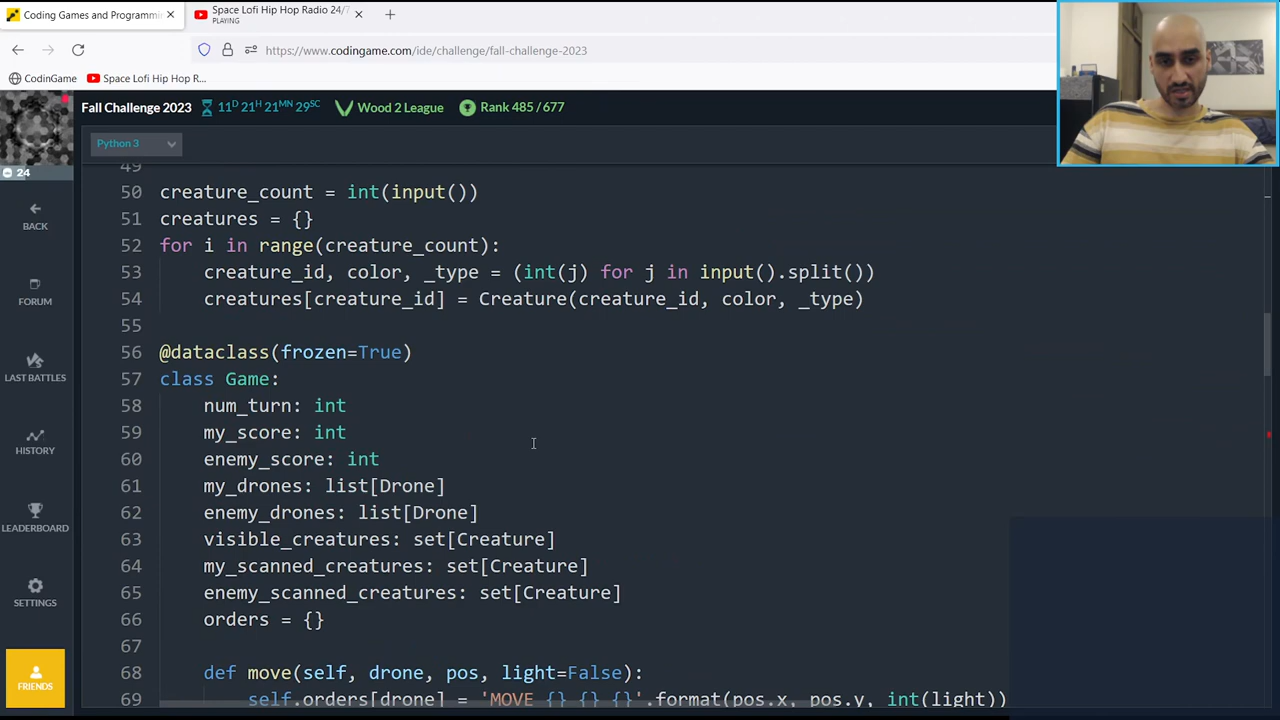 Coding Games and Programmin
Space Lofi Hip Hop Radio 24/7
PLAYING
https://www.codingame.com/ide/challenge/fall-challenge-2023
CodinGame
Space Lofi Hip Hop R...
Fall Challenge 2023 11D 21H 21MN 29SC Wood 2 League Rank 485 / 677
Python 3
24
BACK
FORUM
LAST BATTLES
HISTORY
LEADERBOARD
SETTINGS
FRIENDS
49
50 creature_count = int(input())
51 creatures = {}
52 for i in range(creature_count):
53 creature_id, color, _type = (int(j) for j in input().split())
54 creatures[creature_id] = Creature(creature_id, color, _type)
55
56 @dataclass(frozen=True)
57 class Game:
58 num_turn: int
59 my_score: int
60 enemy_score: int
61 my_drones: list[Drone]
62 enemy_drones: list[Drone]
63 visible_creatures: set[Creature]
64 my_scanned_creatures: set[Creature]
65 enemy_scanned_creatures: set[Creature]
66 orders = {}
67
68 def move(self, drone, pos, light=False):
69 self.orders[drone] = 'MOVE {} {} {}'.format(pos.x, pos.y, int(light))